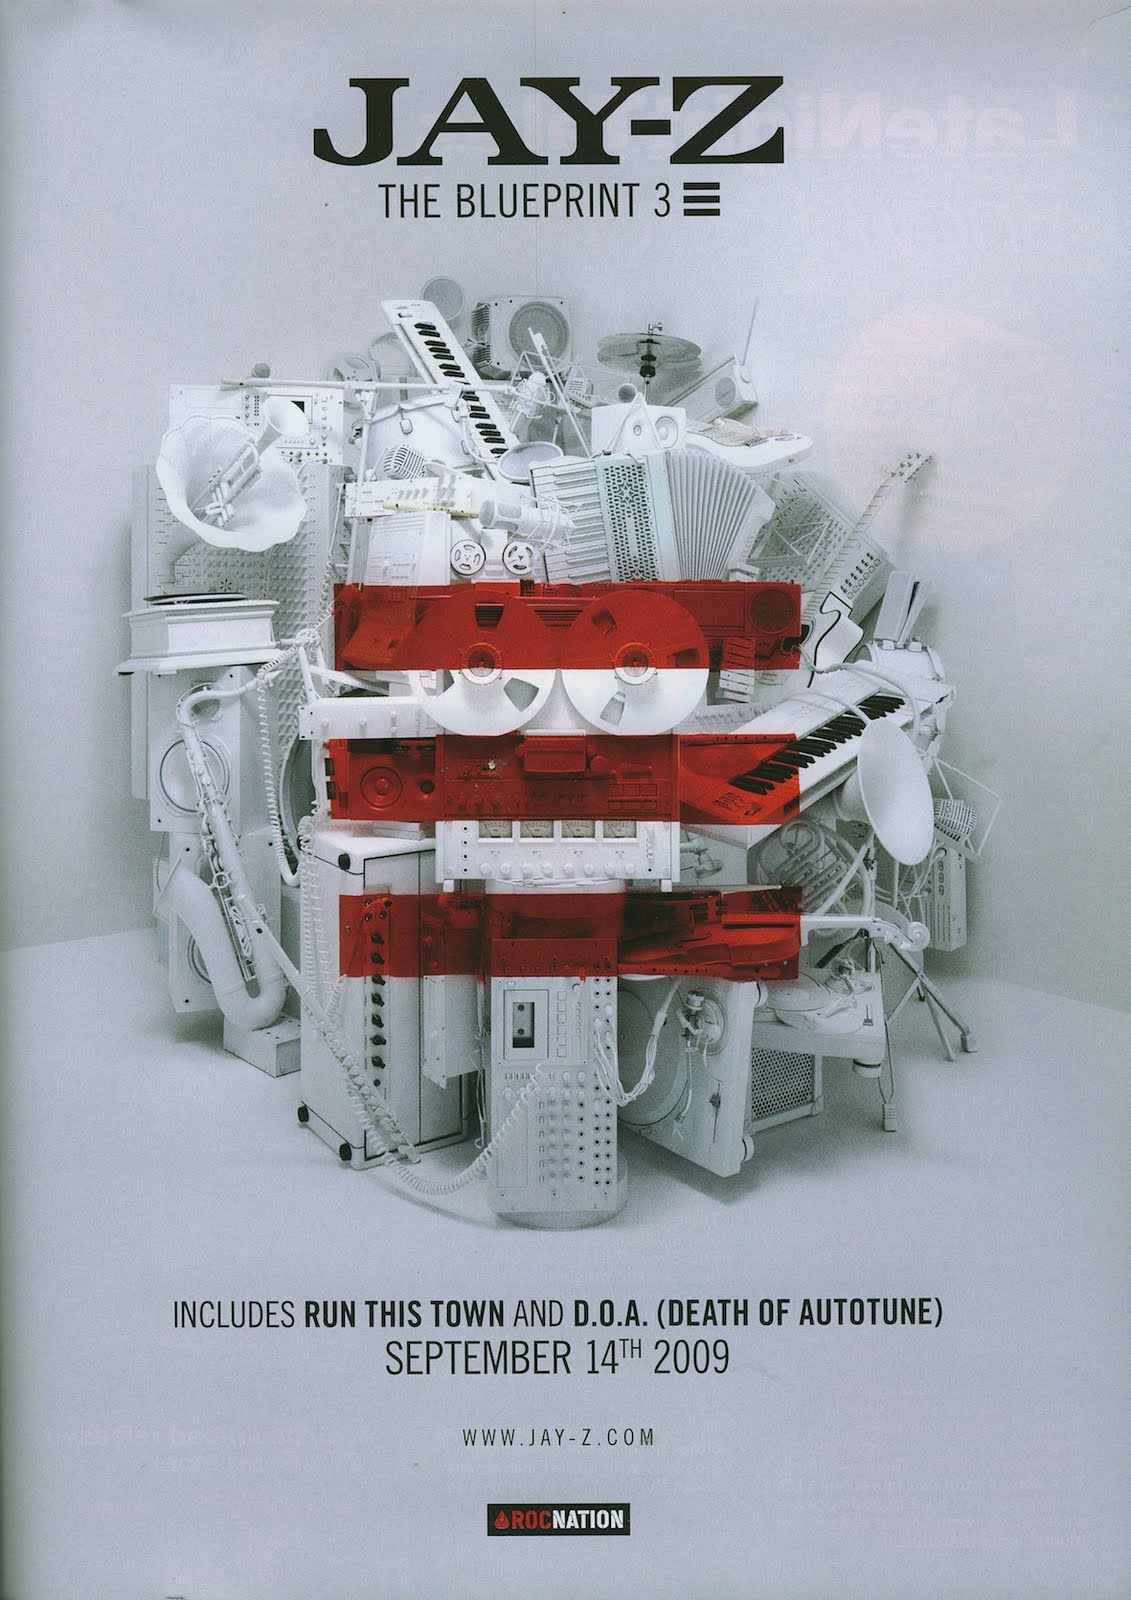 JAY-Z
THE BLUEPRINT 3
INCLUDES RUN THIS TOWN AND D.O.A. (DEATH OF AUTOTUNE)
SEPTEMBER 14TH 2009
WWW.JAY-Z.COM
ROCNATION